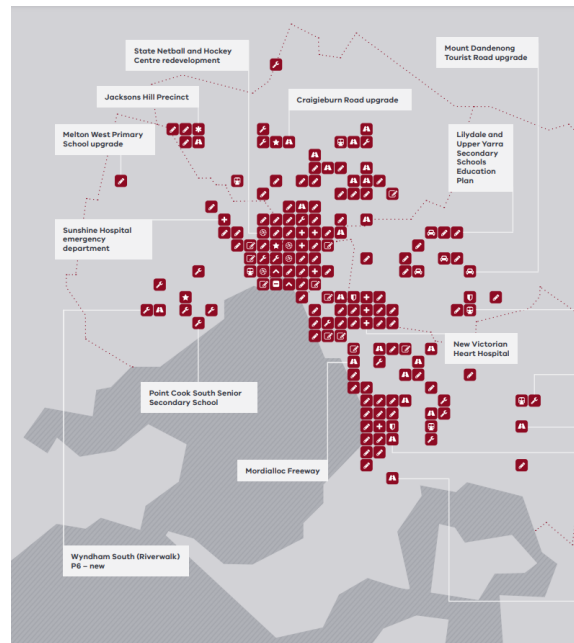 State Netball and Hockey
Centre redevelopment
Mount Dandenong
Tourist Road upgrade
Jacksons Hill Precinct
Craigieburn Road upgrade
Melton West Primary
School upgrade
Lilydale and
Upper Yarra
Secondary
Schools
Education
Plan
Sunshine Hospital
emergency
department
New Victorian
Heart Hospital
Point Cook South Senior
Secondary School
Mordialloc Freeway
Wyndham South (Riverwalk)
P6 – new